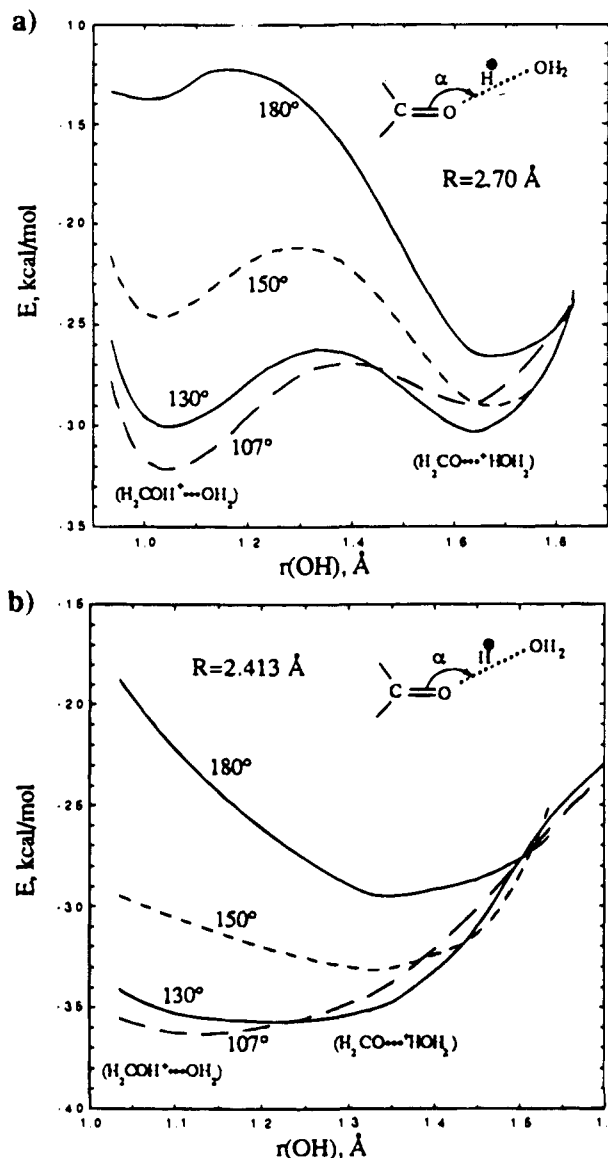 a)
·10
·15
·20
·25
·30
·35
E, kcal/mol
180°
α
C
O
H
OH₂
R=2.70 Å
150°
130°
107°
(H₂COH⁺•••OH₂)
(H₂CO•••⁺HOH₂)
1.0 1.2 1.4 1.6
r(OH), Å
b)
·15
·20
·25
·30
·35
·40
E, kcal/mol
R=2.413 Å
α
C
O
H
OH₂
180°
150°
130°
107°
(H₂COH⁺•••OH₂)
(H₂CO•••⁺HOH₂)
1.0 1.1 1.2 1.3 1.4 1.5 1.6
r(OH), Å